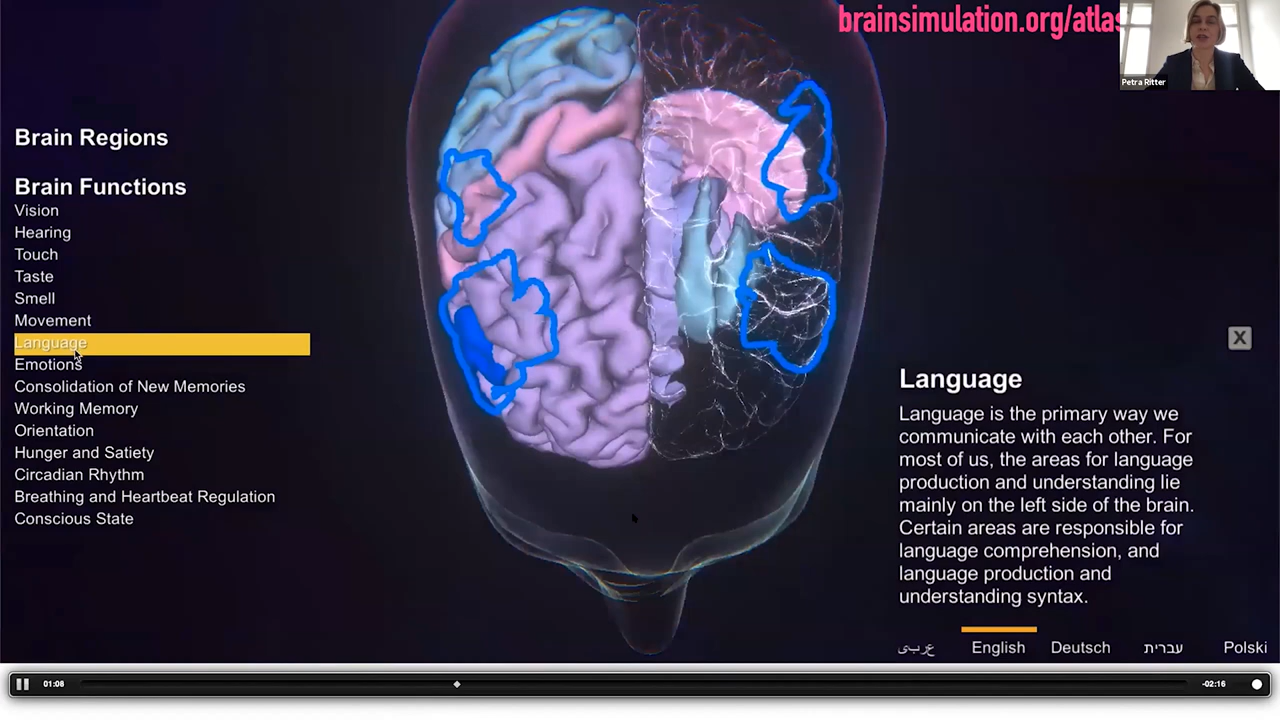 brainsimulation.org/atlas
Petra Ritter
Brain Regions
Brain Functions
Vision
Hearing
Touch
Taste
Smell
Movement
Language
Emotions
Consolidation of New Memories
Working Memory
Orientation
Hunger and Satiety
Circadian Rhythm
Breathing and Heartbeat Regulation
Conscious State
X
Language
Language is the primary way we
communicate with each other. For
most of us, the areas for language
production and understanding lie
mainly on the left side of the brain.
Certain areas are responsible for
language comprehension, and
language production and
understanding syntax.
عربى English Deutsch עברית Polski
01:08 -02:16